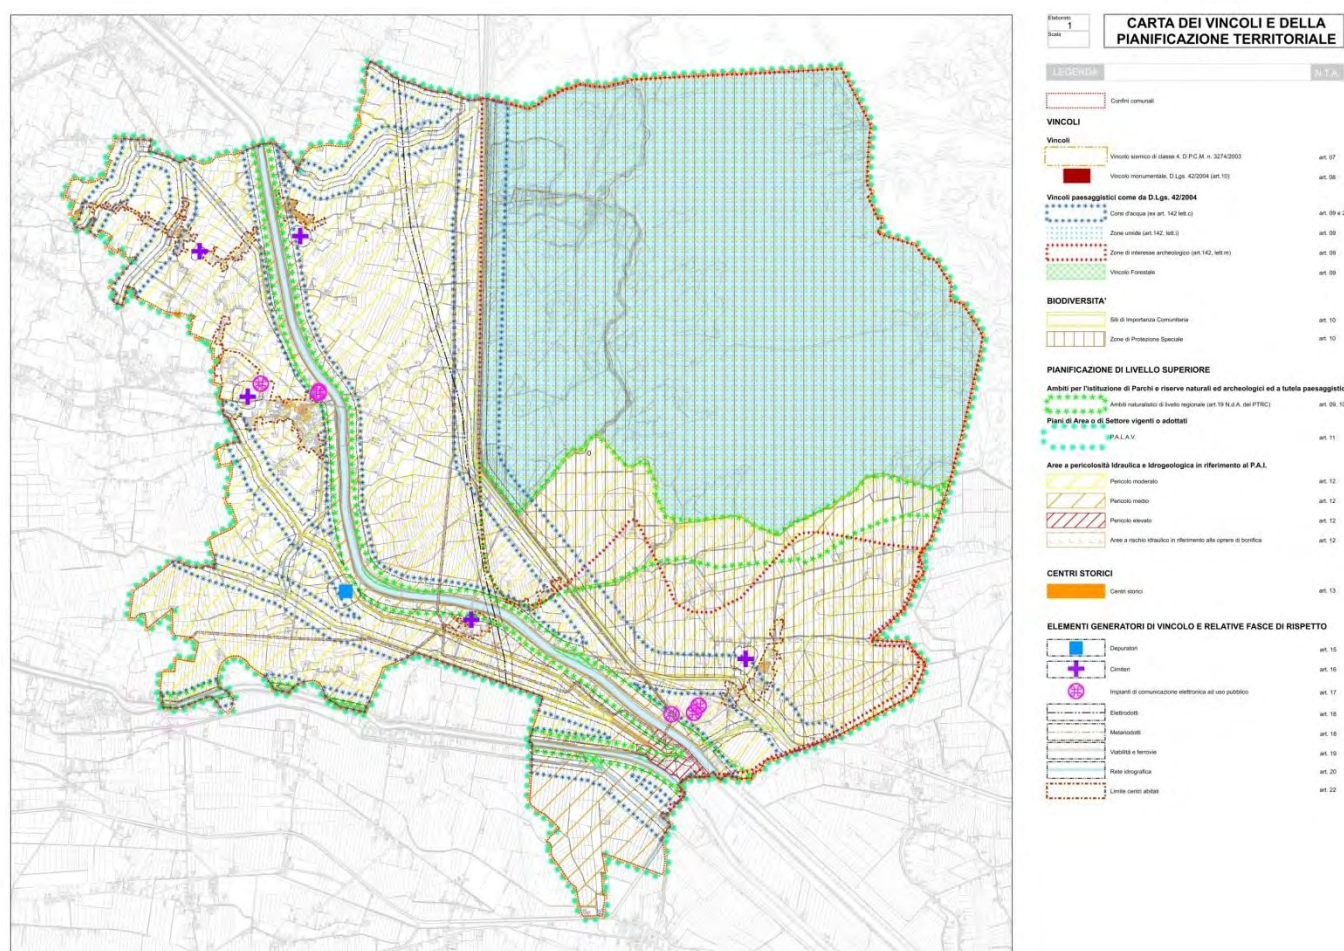 Elaborato
1
Scala
CARTA DEI VINCOLI E DELLA
PIANIFICAZIONE TERRITORIALE
LEGENDA N.T.A.
Confini comunali
VINCOLI
Vincoli
Vincolo sismico di classe 4. D.P.C.M. n. 3274/2003 art. 07
Vincolo monumentale, D.Lgs. 42/2004 (art.10) art. 08
Vincoli paesaggistici come da D.Lgs. 42/2004
Corsi d'acqua (ex art. 142 lett.c) art. 09 e
Zone umide (art.142, lett.i) art. 09
Zone di interesse archeologico (art.142, lett.m) art. 09
Vincolo Forestale art. 09
BIODIVERSITA'
Siti di Importanza Comunitaria art. 10
Zone di Protezione Speciale art. 10
PIANIFICAZIONE DI LIVELLO SUPERIORE
Ambiti per l'istituzione di Parchi e riserve naturali ed archeologici ed a tutela paesaggistic
Ambiti naturalistici di livello regionale (art.19 N.d.A. del PTRC) art. 09, 10
Piani di Area o di Settore vigenti o adottati
P.A.L.A.V. art. 11
Aree a pericolosità Idraulica e Idrogeologica in riferimento al P.A.I.
Pericolo moderato art. 12
Pericolo medio art. 12
Pericolo elevato art. 12
Aree a rischio idraulico in riferimento alle opere di bonifica art. 12
CENTRI STORICI
Centri storici art. 13
ELEMENTI GENERATORI DI VINCOLO E RELATIVE FASCE DI RISPETTO
Depuratori art. 15
Cimiteri art. 16
Impianti di comunicazione elettronica ad uso pubblico art. 17
Elettrodotti art. 18
Metanodotti art. 18
Viabilità e ferrovie art. 19
Rete idrografica art. 20
Limite centri abitati art. 22
0